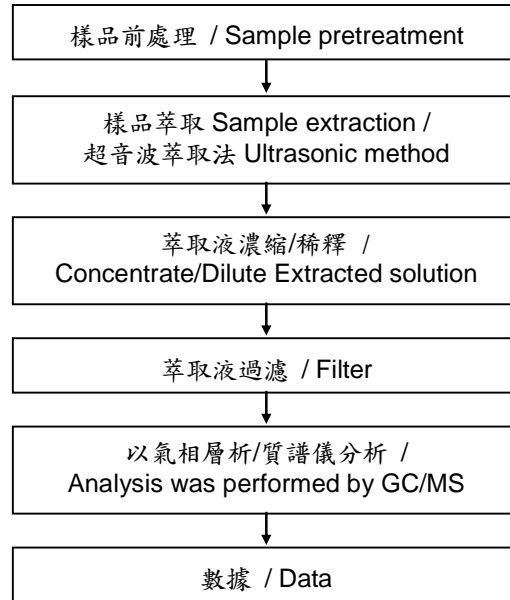 樣品前處理 / Sample pretreatment
樣品萃取 Sample extraction /
超音波萃取法 Ultrasonic method
萃取液濃縮/稀釋 /
Concentrate/Dilute Extracted solution
萃取液過濾 / Filter
以氣相層析/質譜儀分析 /
Analysis was performed by GC/MS
數據 / Data